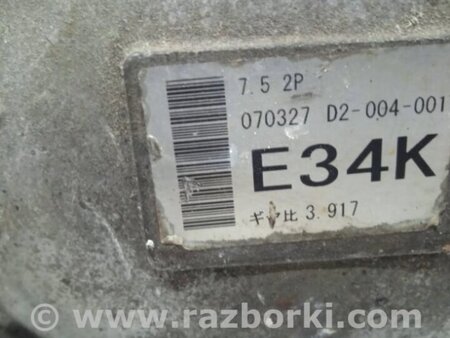 7.5 2P
070327 D2-004-001
E34K
ギヤ比 3.917
www.razborki.com